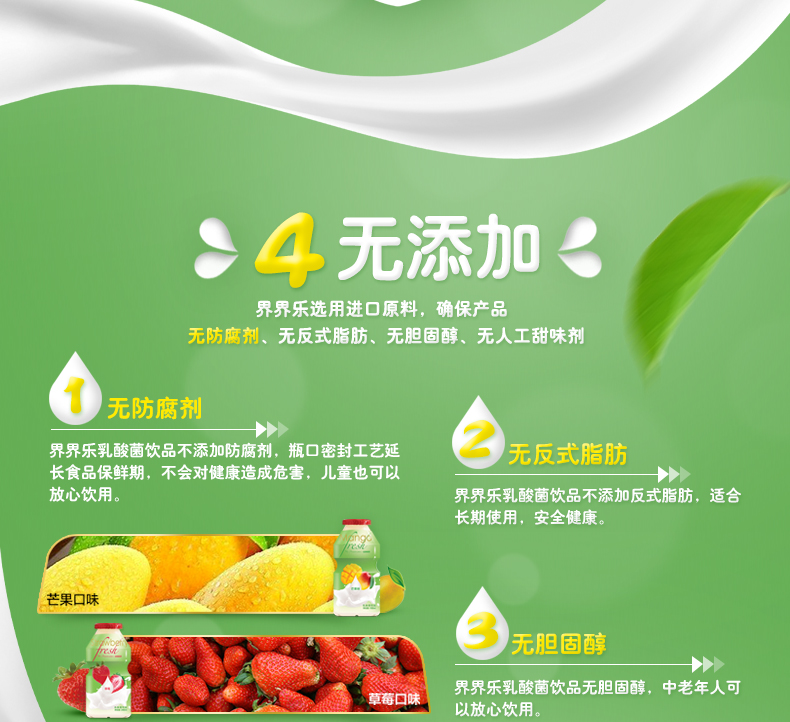 4无添加
界界乐选用进口原料，确保产品
无防腐剂、无反式脂肪、无胆固醇、无人工甜味剂
1 无防腐剂
界界乐乳酸菌饮品不添加防腐剂，瓶口密封工艺延
长食品保鲜期，不会对健康造成危害，儿童也可以
放心饮用。
2 无反式脂肪
界界乐乳酸菌饮品不添加反式脂肪，适合
长期使用，安全健康。
fresh
芒果口味
fresh
草莓口味
3 无胆固醇
界界乐乳酸菌饮品无胆固醇，中老年人可
以放心饮用。